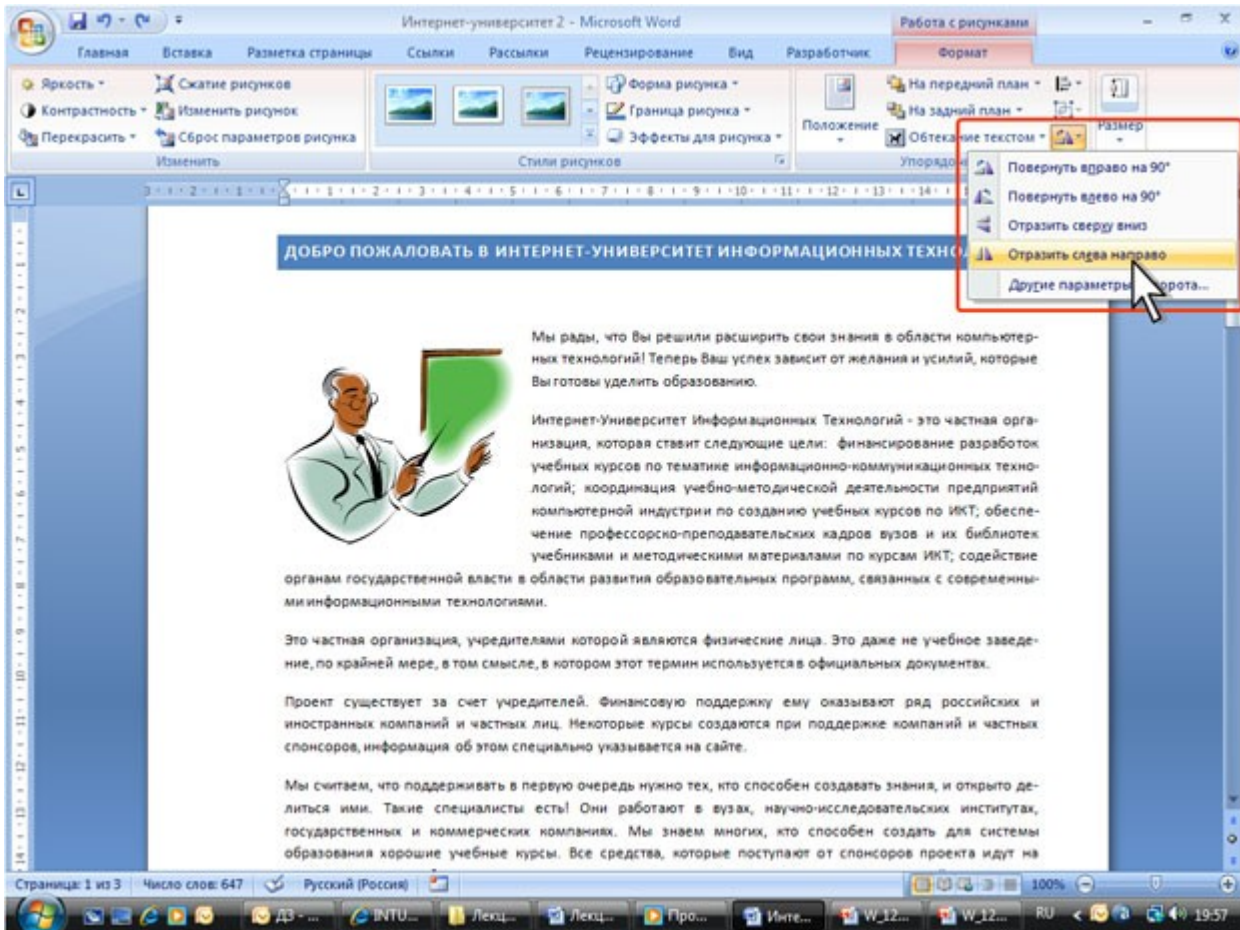 Интернет-университет 2 - Microsoft Word
Работа с рисунками
Главная Вставка Разметка страницы Ссылки Рассылки Рецензирование Вид Разработчик Формат
Яркость Сжатие рисунков Форма рисунка На передний план
Контрастность Изменить рисунок Граница рисунка Положение На задний план
Перекрасить Сброс параметров рисунка Эффекты для рисунка Обтекание текстом Размер
Изменить Стили рисунков
Повернуть вправо на 90°
Повернуть влево на 90°
Отразить сверху вниз
Отразить слева направо
Другие параметры
ДОБРО ПОЖАЛОВАТЬ В ИНТЕРНЕТ-УНИВЕРСИТЕТ ИНФОРМАЦИОННЫХ
Мы рады, что Вы решили расширить свои знания в области компьютер-
ных технологий! Теперь Ваш успех зависит от желания и усилий, которые
Вы готовы уделить образованию.
Интернет-Университет Информационных Технологий - это частная орга-
низация, которая ставит следующие цели: финансирование разработок
учебных курсов по тематике информационно-коммуникационных техно-
логий; координация учебно-методической деятельности предприятий
компьютерной индустрии по созданию учебных курсов по ИКТ; обеспе-
чение профессорско-преподавательских кадров вузов и их библиотек
учебниками и методическими материалами по курсам ИКТ; содействие
органам государственной власти в области развития образовательных программ, связанных с современны-
ми информационными технологиями.
Это частная организация, учредителями которой являются физические лица. Это даже не учебное заведе-
ние, по крайней мере, в том смысле, в котором этот термин используется в официальных документах.
Проект существует за счет учредителей. Финансовую поддержку ему оказывают ряд российских и
иностранных компаний и частных лиц. Некоторые курсы создаются при поддержке компаний и частных
спонсоров, информация об этом специально указывается на сайте.
Мы считаем, что поддерживать в первую очередь нужно тех, кто способен создавать знания, и открыто де-
литься ими. Такие специалисты есть! Они работают в вузах, научно-исследовательских институтах,
государственных и коммерческих компаниях. Мы знаем многих, кто способен создать для системы
образования хорошие учебные курсы. Все средства, которые поступают от спонсоров проекта идут на
Страница: 1 из 3 Число слов: 647 Русский (Россия) 100%
ДЗ - ... INTU... Лекц... Лекц... Про... Инте... W_12... W_12... RU 19:57